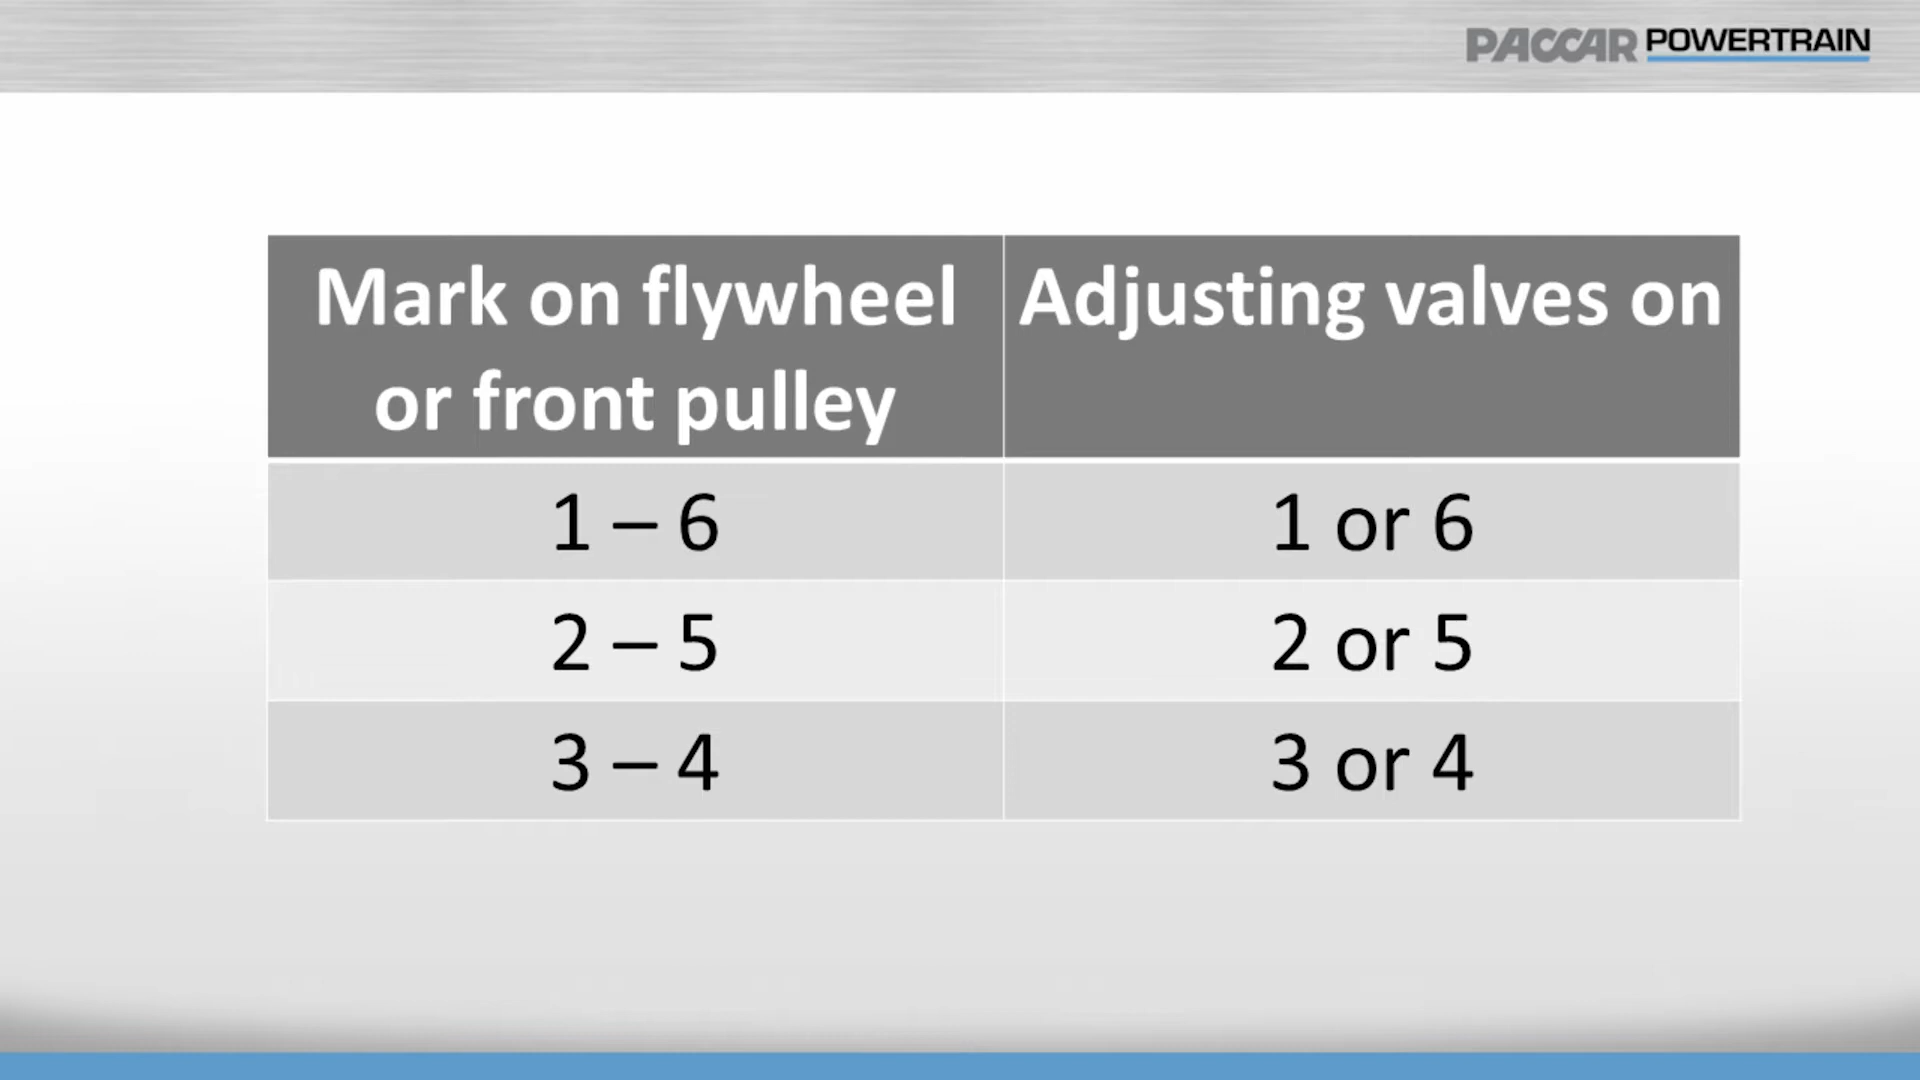 PACCAR POWERTRAIN
Mark on flywheel
or front pulley
Adjusting valves on
1 – 6
1 or 6
2 – 5
2 or 5
3 – 4
3 or 4